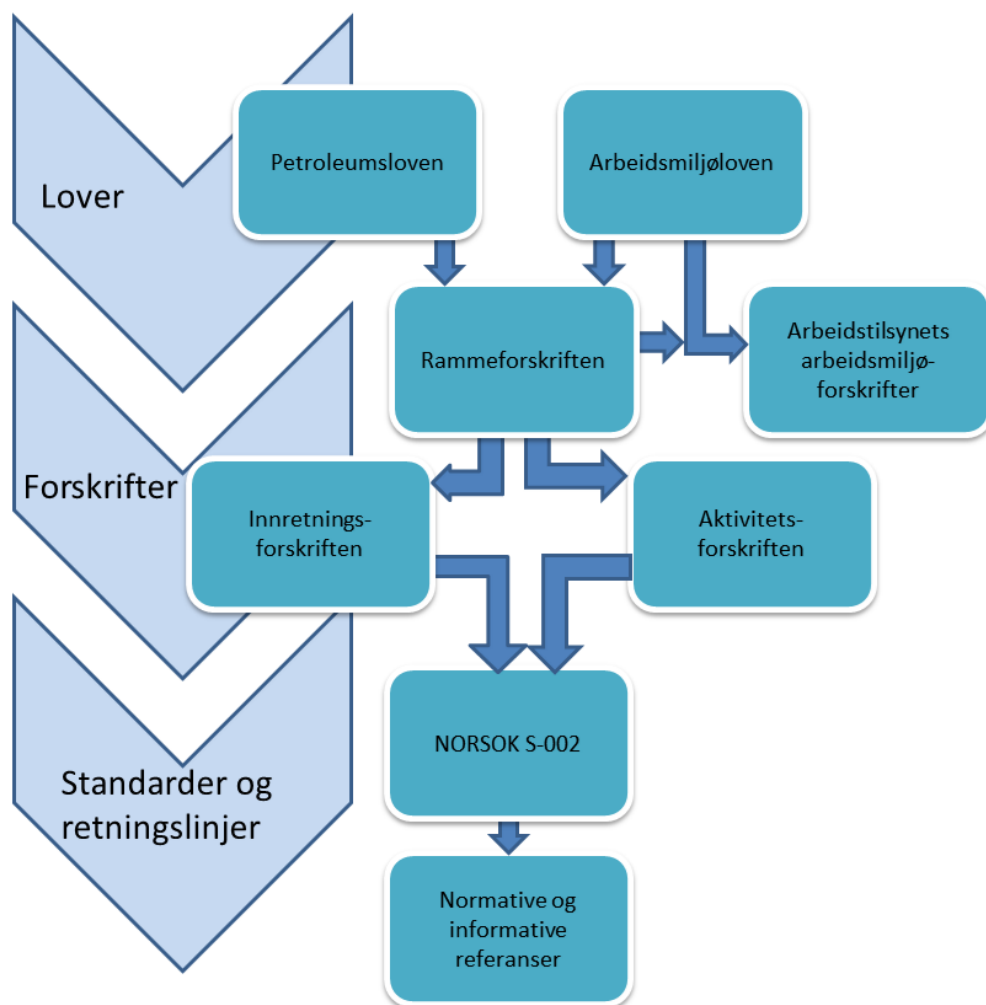 Petroleumsloven
Arbeidsmiljøloven
Lover
Rammeforskriften
Arbeidstilsynets
arbeidsmiljø-
forskrifter
Forskrifter
Innretnings-
forskriften
Aktivitets-
forskriften
NORSOK S-002
Standarder og
retningslinjer
Normative og
informative
referanser